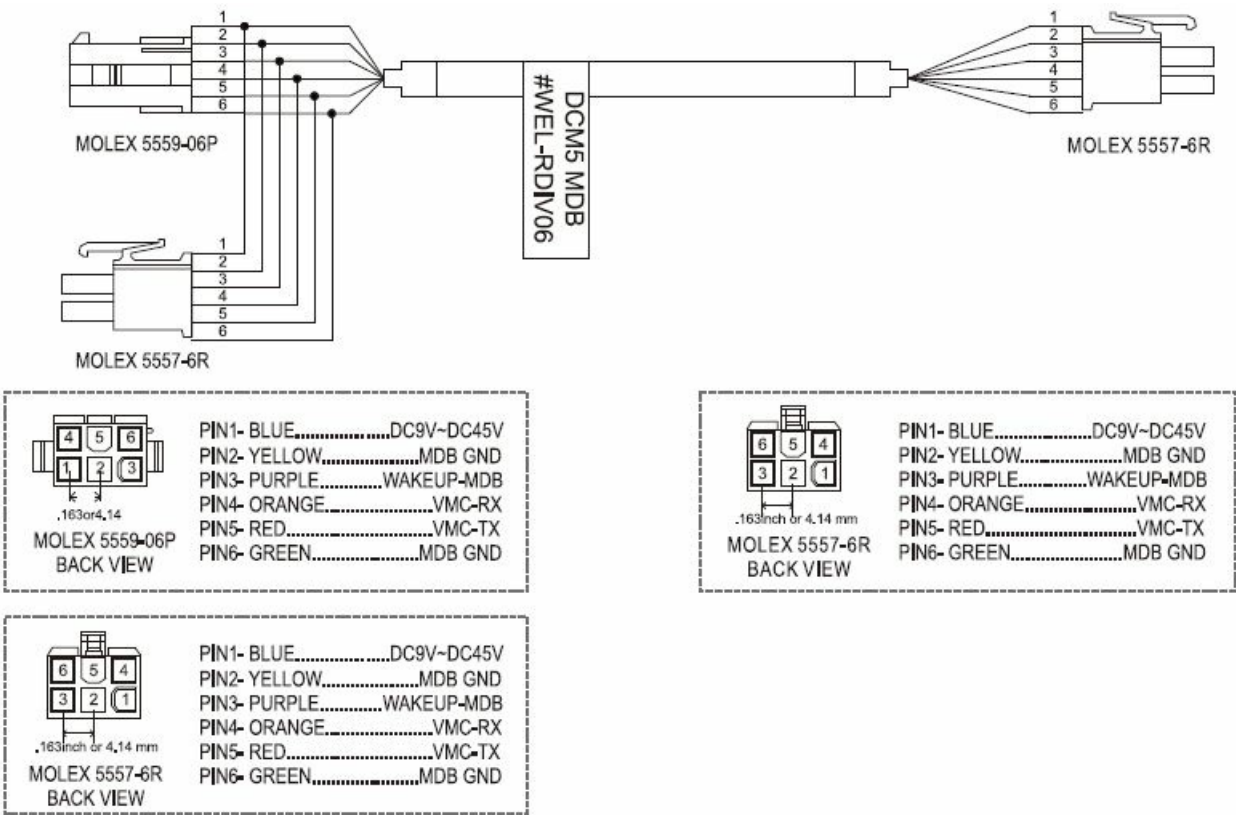 1
2
3
4
5
6
MOLEX 5559-06P
DCM5 MDB
#WEL-RDIV06
1
2
3
4
5
6
MOLEX 5557-6R
1
2
3
4
5
6
MOLEX 5557-6R
4 5 6
1 2 3
.163or4.14
MOLEX 5559-06P
BACK VIEW
PIN1- BLUE..................DC9V~DC45V
PIN2- YELLOW..................MDB GND
PIN3- PURPLE............WAKEUP-MDB
PIN4- ORANGE..................VMC-RX
PIN5- RED..........................VMC-TX
PIN6- GREEN....................MDB GND
6 5 4
3 2 1
.163inch or 4.14 mm
MOLEX 5557-6R
BACK VIEW
PIN1- BLUE..................DC9V~DC45V
PIN2- YELLOW..................MDB GND
PIN3- PURPLE............WAKEUP-MDB
PIN4- ORANGE..................VMC-RX
PIN5- RED..........................VMC-TX
PIN6- GREEN....................MDB GND
6 5 4
3 2 1
.163inch or 4.14 mm
MOLEX 5557-6R
BACK VIEW
PIN1- BLUE..................DC9V~DC45V
PIN2- YELLOW..................MDB GND
PIN3- PURPLE............WAKEUP-MDB
PIN4- ORANGE..................VMC-RX
PIN5- RED..........................VMC-TX
PIN6- GREEN....................MDB GND